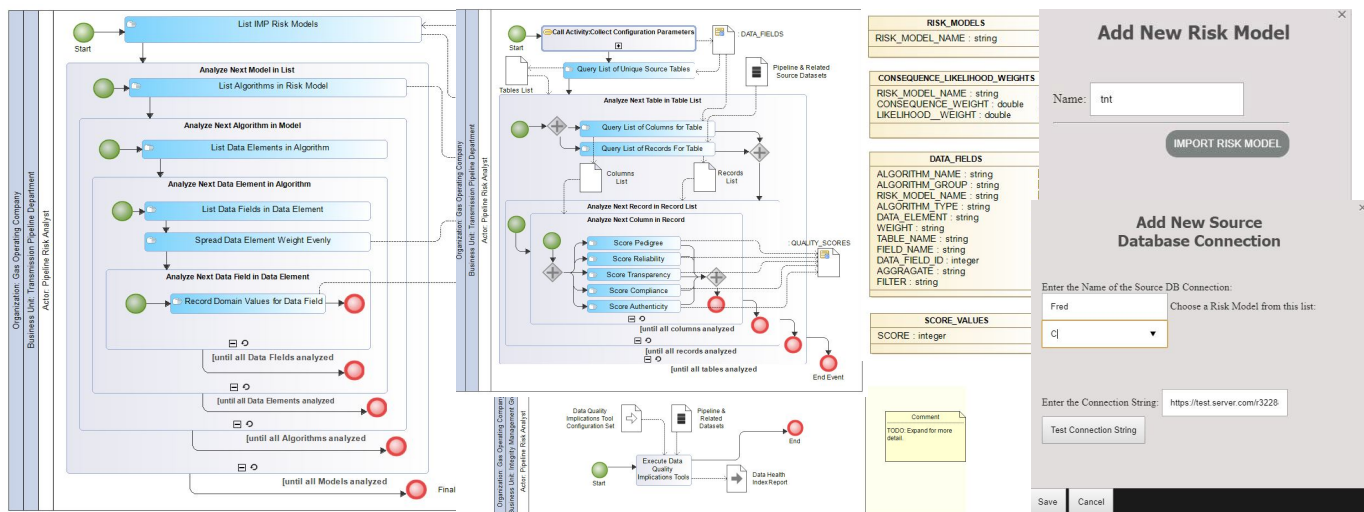 Organization: Gas Operating Company
Business Unit: Transmission Pipeline Department
Actor: Pipeline Risk Analyst
Start
List IMP Risk Models
Analyze Next Model in List
List Algorithms in Risk Model
Analyze Next Algorithm in Model
List Data Elements in Algorithm
Analyze Next Data Element in Algorithm
List Data Fields in Data Element
Spread Data Element Weight Evenly
Analyze Next Data Field in Data Element
Record Domain Values for Data Field
[until all Data FIelds analyzed
[until all Data Elements analyzed
[until all Algorithms analyzed
[until all Models analyzed
Final
Organization: Gas Operating Company
Business Unit: Transmission Pipeline Department
Actor: Pipeline Risk Analyst
Start
Call Activity:Collect Configuration Parameters
: DATA_FIELDS
Query List of Unique Source Tables
Pipeline & Related
Source Datasets
Tables List
Analyze Next Table in Table List
Query List of Columns for Table
Query List of Records For Table
Columns
List
Records
List
Analyze Next Record in Record List
Analyze Next Column in Record
Score Pedigree
Score Reliability
Score Transparency
Score Compliance
Score Authenticity
: QUALITY_SCORES
[until all columns analyzed
[until all records analyzed
[until all tables analyzed
End Event
Organization: Gas Operating Company
Business Unit: Integrity Management
Actor: Pipeline Risk Analyst
Data Quality
Implications Tool
Configuration Set
Pipeline &
Related
Datasets
End
Start
Execute Data
Quality
Implications Tools
Data Health
Index Report
RISK_MODELS
RISK_MODEL_NAME : string
CONSEQUENCE_LIKELIHOOD_WEIGHTS
RISK_MODEL_NAME : string
CONSEQUENCE_WEIGHT : double
LIKELIHOOD__WEIGHT : double
DATA_FIELDS
ALGORITHM_NAME : string
ALGORITHM_GROUP : string
RISK_MODEL_NAME : string
ALGORITHM_TYPE : string
DATA_ELEMENT : string
WEIGHT : string
TABLE_NAME : string
FIELD_NAME : string
DATA_FIELD_ID : integer
AGGRAGATE : string
FILTER : string
SCORE_VALUES
SCORE : integer
Comment
TODO: Expand for more
detail.
Add New Risk Model
Name: tnt
IMPORT RISK MODEL
Add New Source
Database Connection
Enter the Name of the Source DB Connection:
Fred Choose a Risk Model from this list:
C
Enter the Connection String: https://test.server.com/r3228
Test Connection String
Save Cancel